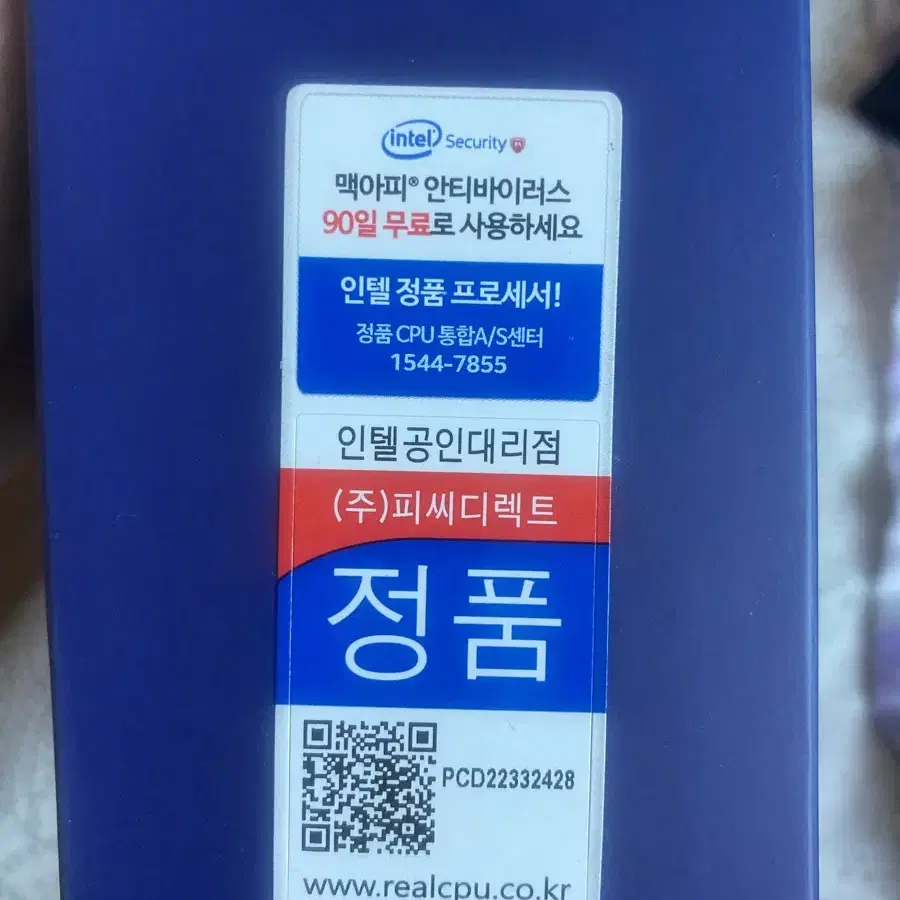 intel Security
맥아피® 안티바이러스
90일 무료로 사용하세요
인텔 정품 프로세서!
정품 CPU 통합A/S센터
1544-7855
인텔공인대리점
(주)피씨디렉트
정품
PCD22332428
www.realcpu.co.kr